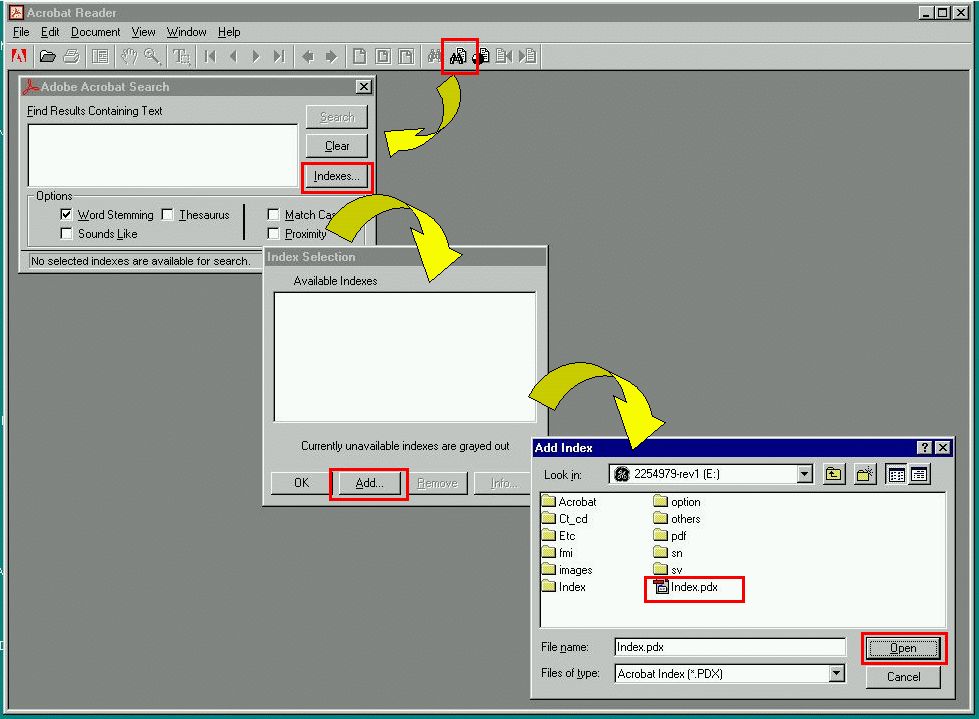 Acrobat Reader
File Edit Document View Window Help
Adobe Acrobat Search
Find Results Containing Text
Search
Clear
Indexes...
Options
Word Stemming Thesaurus Match Cas
Sounds Like Proximity
No selected indexes are available for search.
Index Selection
Available Indexes
Currently unavailable indexes are grayed out
OK Add... Remove Info...
Add Index
Look in: 2254979-rev1 (E:)
Acrobat option
Ct_cd others
Etc pdf
fmi sn
images sv
Index Index.pdx
File name: Index.pdx Open
Files of type: Acrobat Index (*.PDX) Cancel